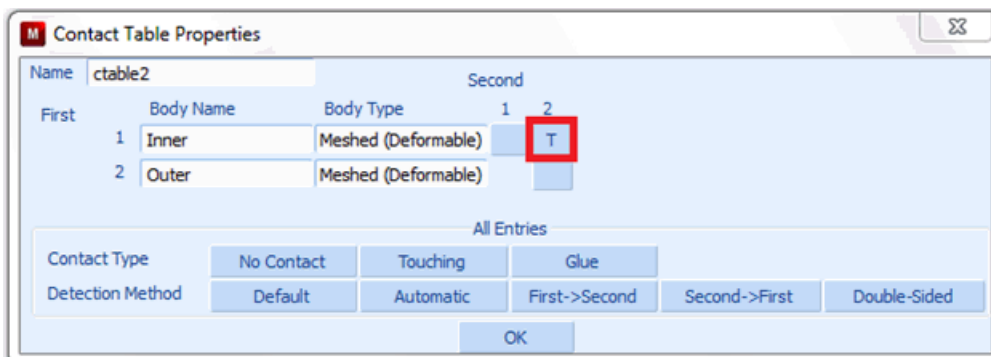 M Contact Table Properties
Name ctable2
Second
First Body Name Body Type 1 2
1 Inner Meshed (Deformable) T
2 Outer Meshed (Deformable)
All Entries
Contact Type No Contact Touching Glue
Detection Method Default Automatic First->Second Second->First Double-Sided
OK